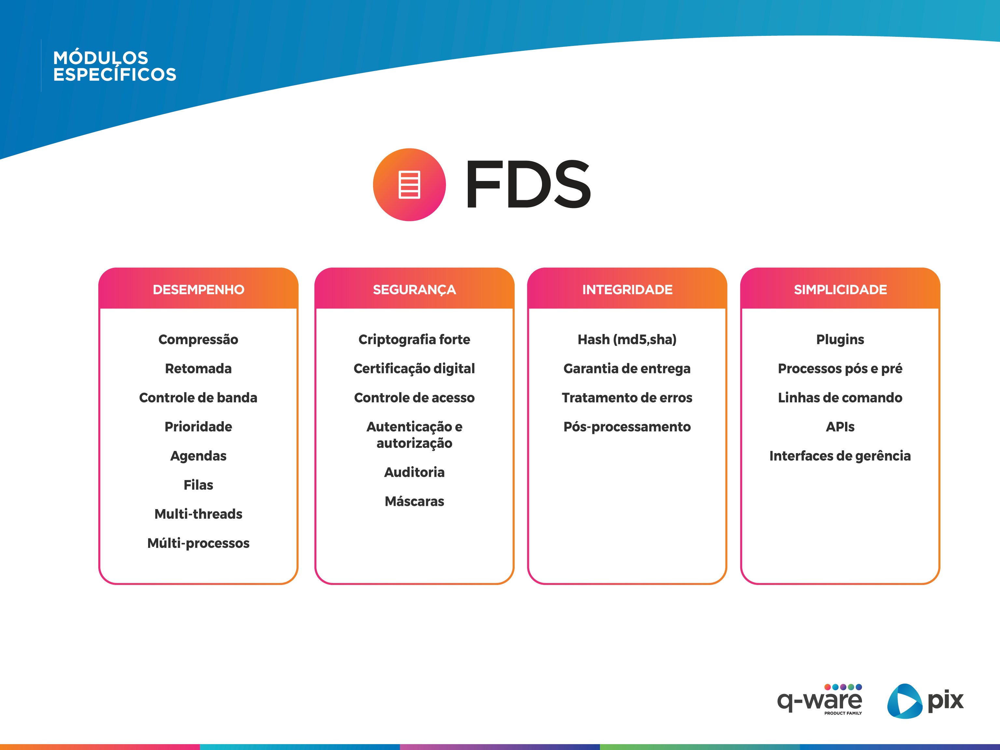 MÓDULOS
ESPECÍFICOS
FDS
DESEMPENHO
Compressão
Retomada
Controle de banda
Prioridade
Agendas
Filas
Multi-threads
Múlti-processos
SEGURANÇA
Criptografia forte
Certificação digital
Controle de acesso
Autenticação e
autorização
Auditoria
Máscaras
INTEGRIDADE
Hash (md5,sha)
Garantia de entrega
Tratamento de erros
Pós-processamento
SIMPLICIDADE
Plugins
Processos pós e pré
Linhas de comando
APIs
Interfaces de gerência
q-ware
PRODUCT FAMILY
pix